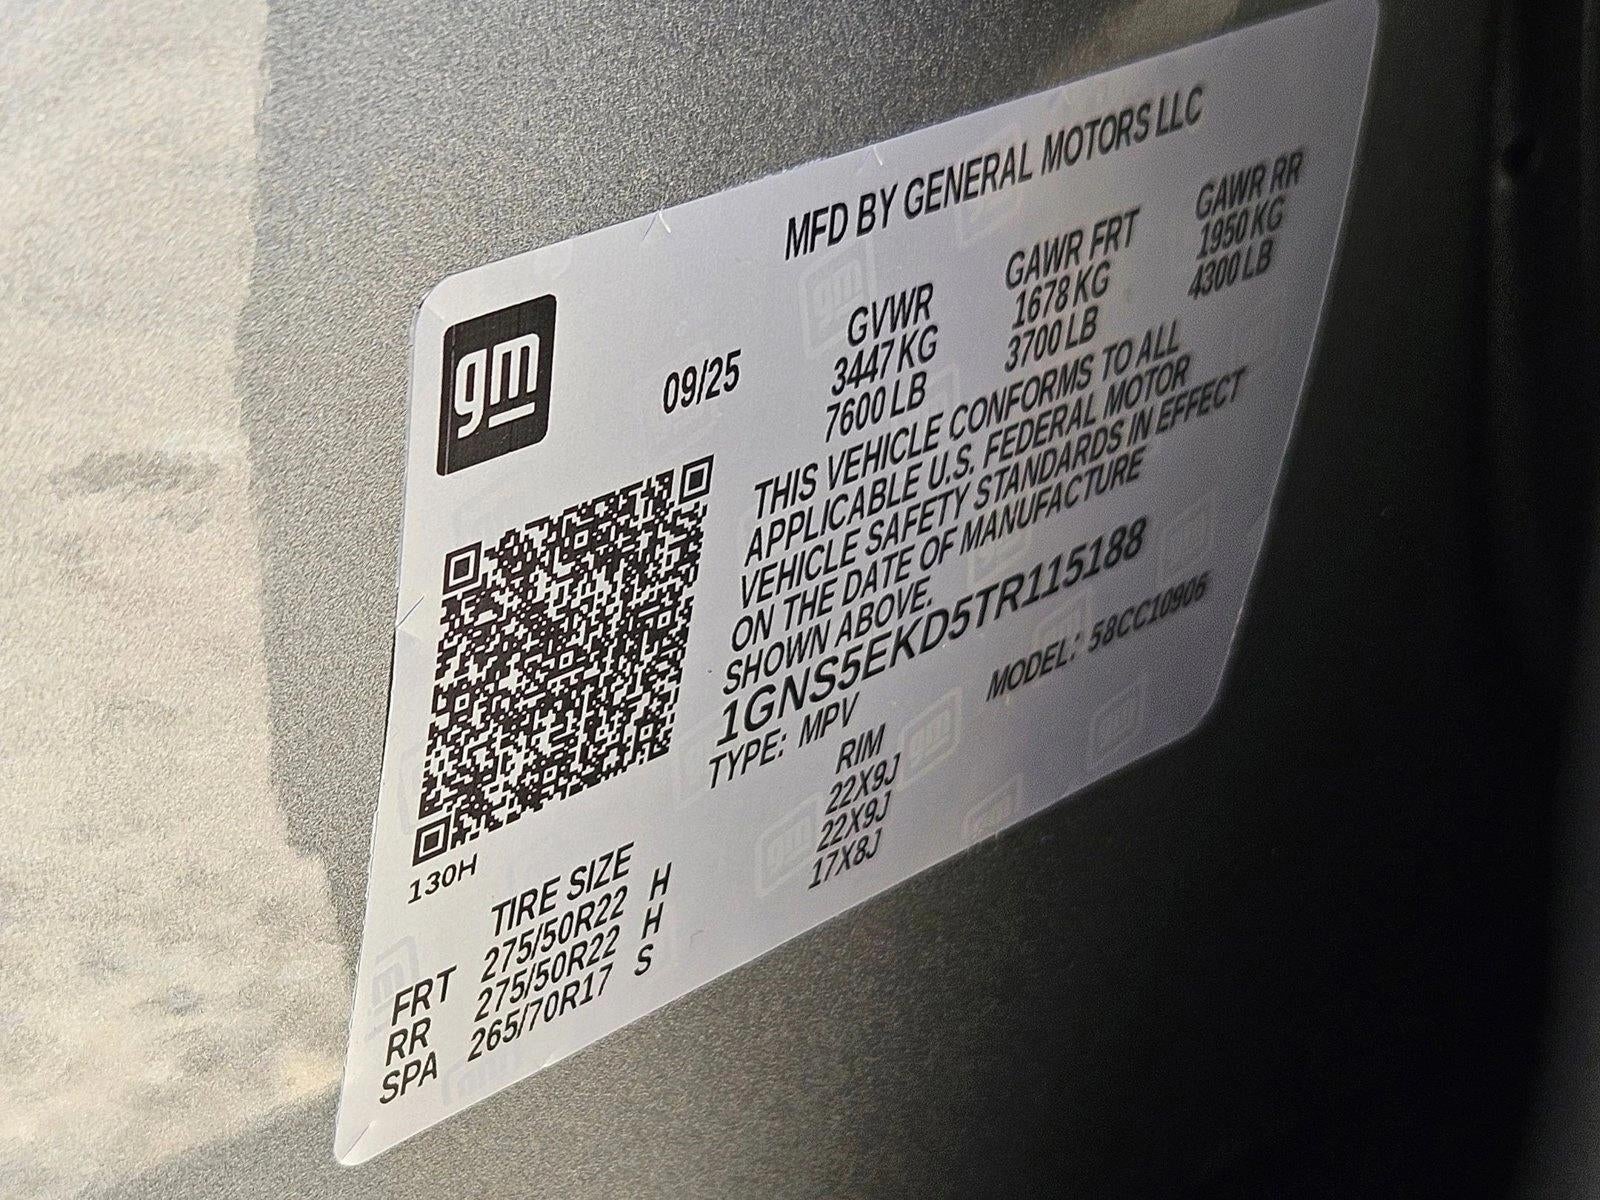 MFD BY GENERAL MOTORS LLC
gm
09/25
GVWR GAWR FRT GAWR RR
3447 KG 1678 KG 1950 KG
7600 LB 3700 LB 4300 LB
THIS VEHICLE CONFORMS TO ALL
APPLICABLE U.S. FEDERAL MOTOR
VEHICLE SAFETY STANDARDS IN EFFECT
ON THE DATE OF MANUFACTURE
SHOWN ABOVE.
1GNS5EKD5TR115188
TYPE: MPV MODEL: 58CC10906
130H
TIRE SIZE RIM
FRT 275/50R22 H 22X9J
RR 275/50R22 H 22X9J
SPA 265/70R17 S 17X8J